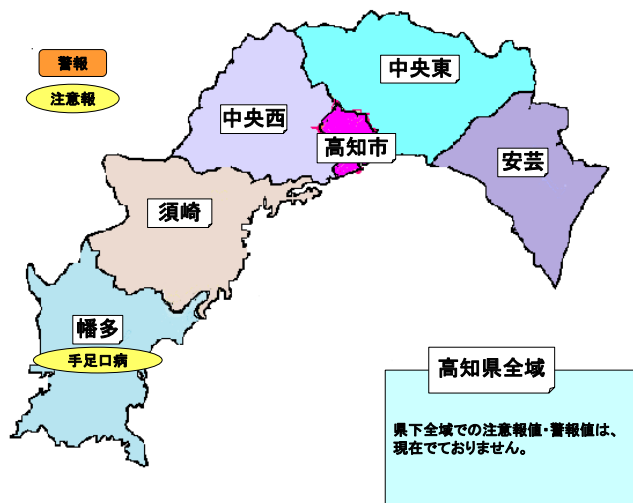 警報
注意報
中央東
中央西
高知市
安芸
須崎
幡多
手足口病
高知県全域
県下全域での注意報値・警報値は、
現在でておりません。